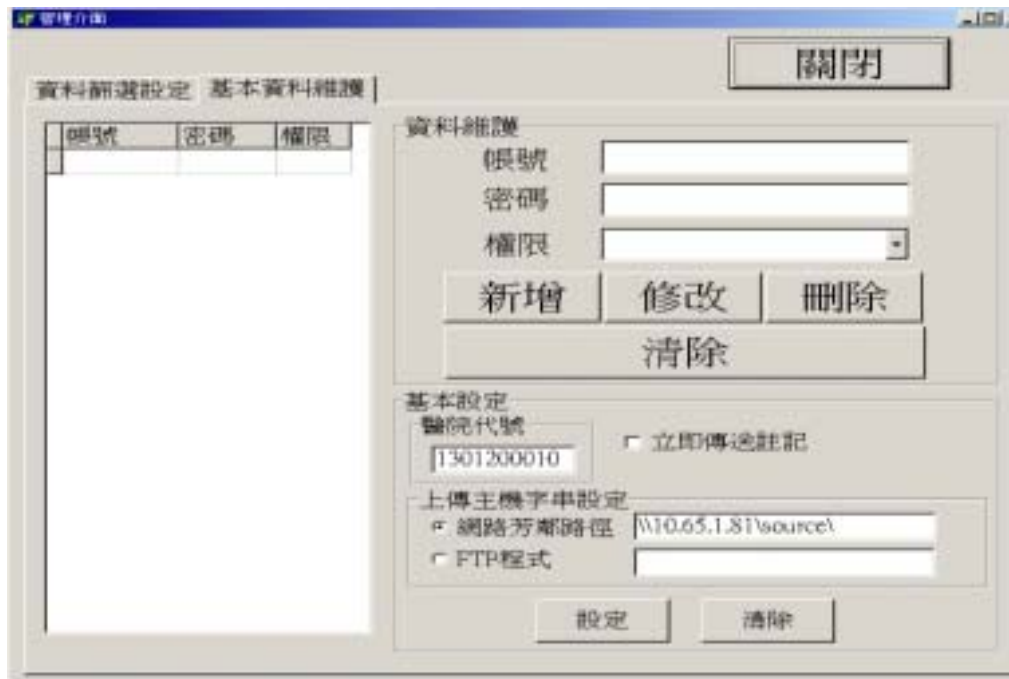 管理介面
關閉
資料篩選設定 基本資料維護
帳號 密碼 權限
資料維護
帳號
密碼
權限
新增 修改 刪除
清除
基本設定
醫院代號
1301200010
立即傳送註記
上傳主機字串設定
網路芳鄰路徑 \\10.65.1.81\source\
FTP程式
設定 清除